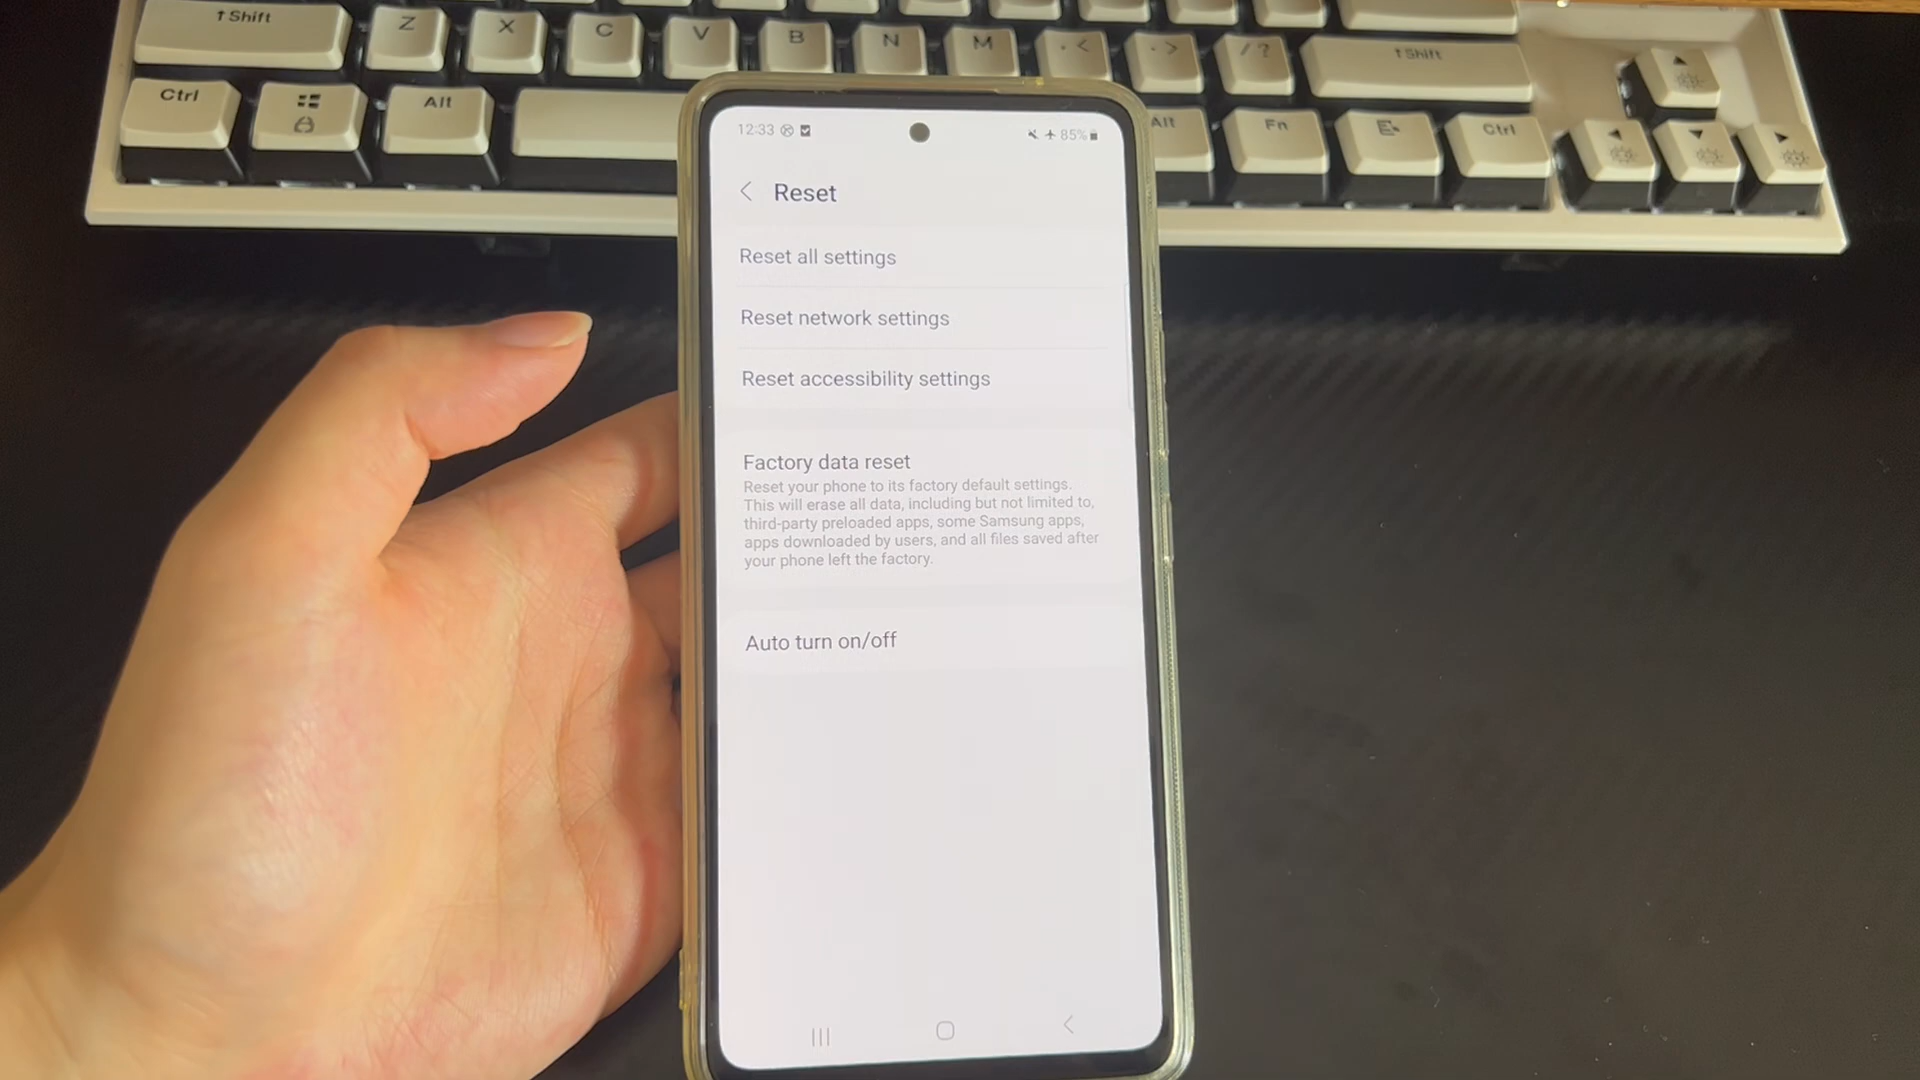 ↑Shift Z X C V B N M . < . > / ? ↑Shift
Ctrl Alt Alt Fn Ctrl
12:33 85%
Reset
Reset all settings
Reset network settings
Reset accessibility settings
Factory data reset
Reset your phone to its factory default settings.
This will erase all data, including but not limited to,
third-party preloaded apps, some Samsung apps,
apps downloaded by users, and all files saved after
your phone left the factory.
Auto turn on/off